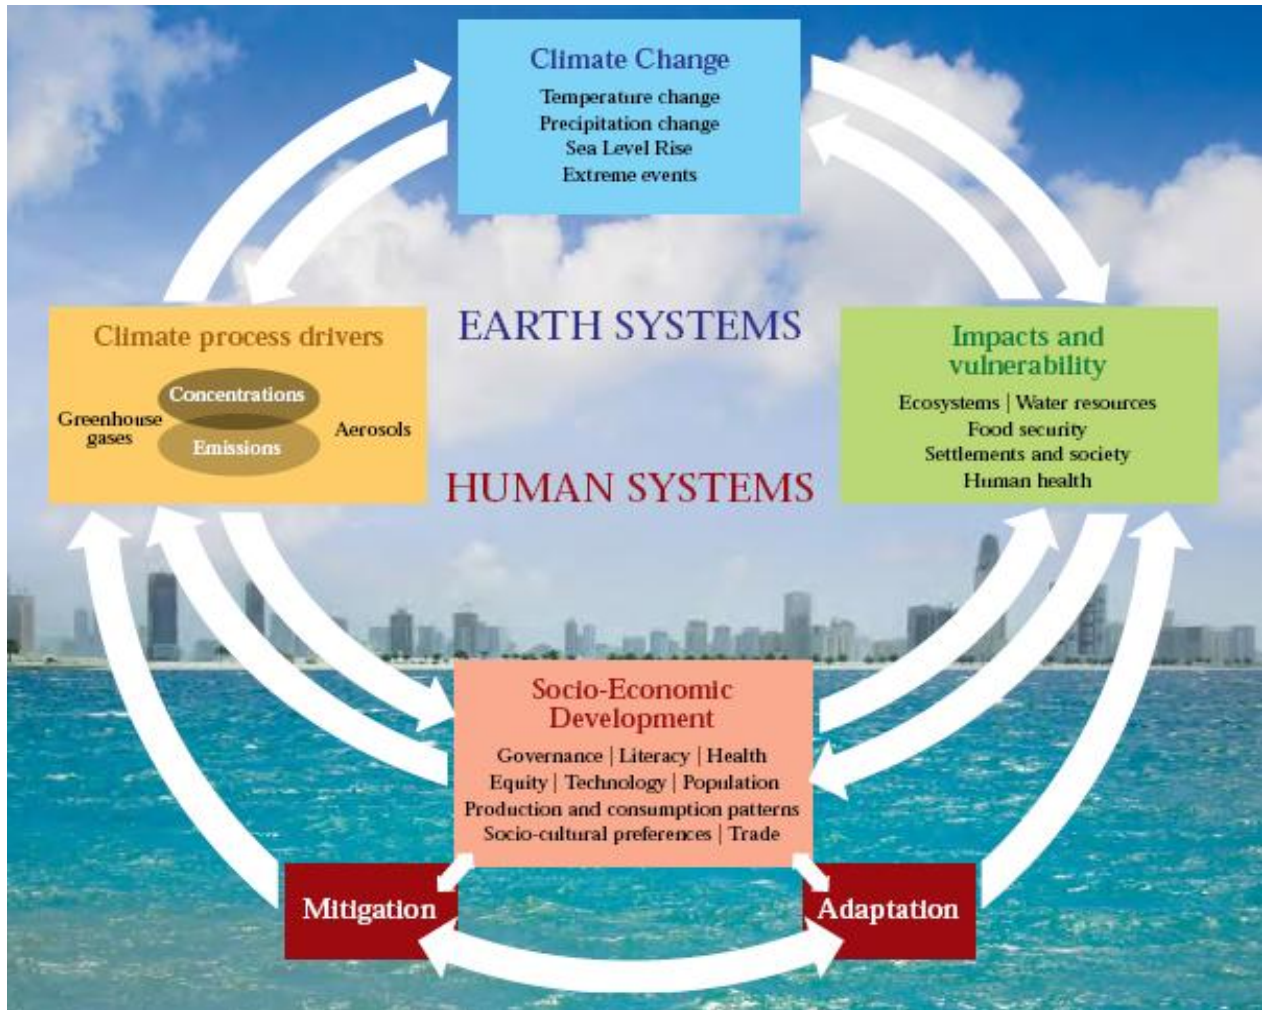 Climate Change
Temperature change
Precipitation change
Sea Level Rise
Extreme events
EARTH SYSTEMS
Climate process drivers
Concentrations
Greenhouse
gases
Emissions
Aerosols
Impacts and
vulnerability
Ecosystems | Water resources
Food security
Settlements and society
Human health
HUMAN SYSTEMS
Socio-Economic
Development
Governance | Literacy | Health
Equity | Technology | Population
Production and consumption patterns
Socio-cultural preferences | Trade
Mitigation
Adaptation